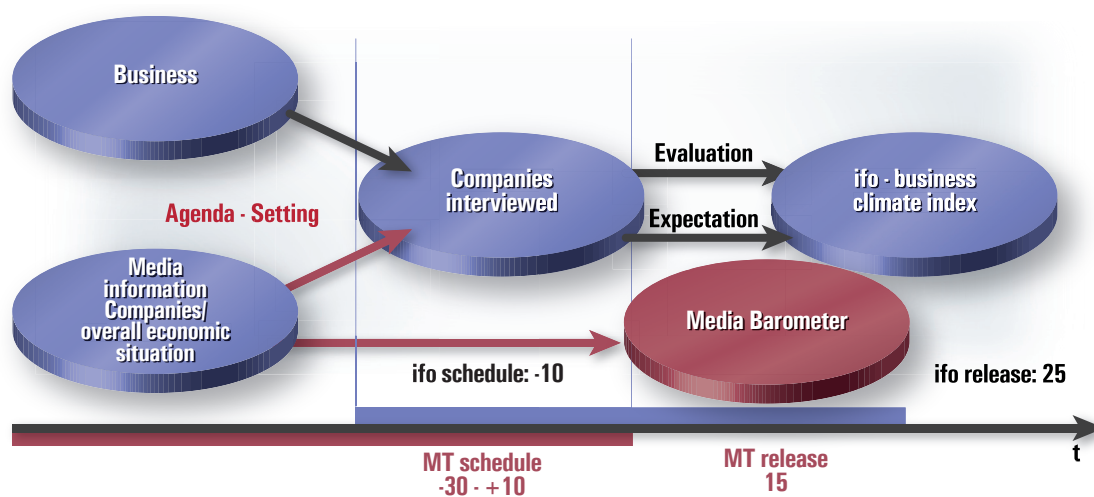 Business
Companies
interviewed
Evaluation
Expectation
ifo - business
climate index
Agenda - Setting
Media
information
Companies/
overall economic
situation
Media Barometer
ifo schedule: -10
ifo release: 25
t
MT schedule
-30 - +10
MT release
15